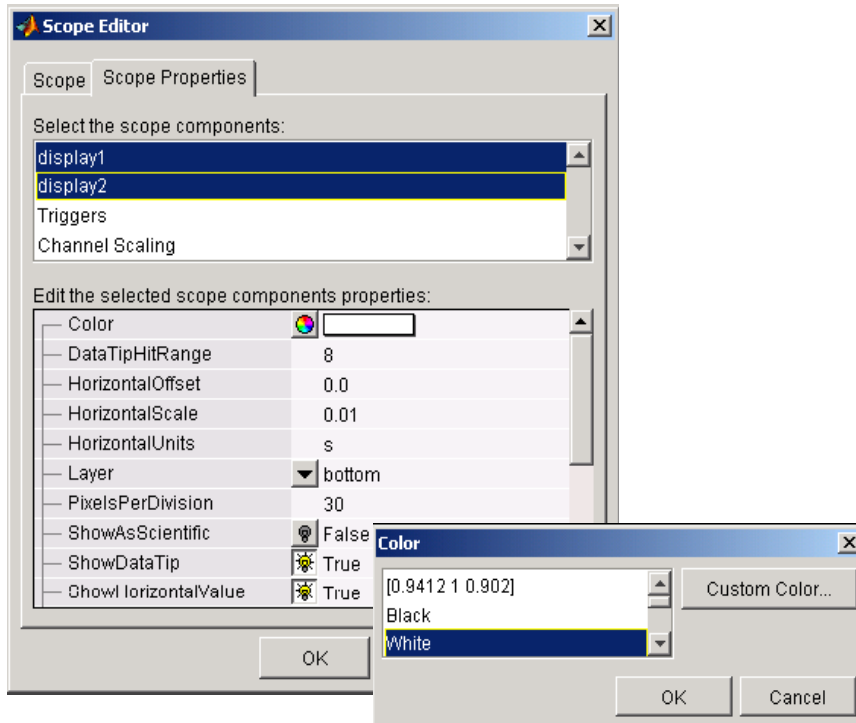 Scope Editor
Scope Scope Properties
Select the scope components:
display1
display2
Triggers
Channel Scaling
Edit the selected scope components properties:
Color
DataTipHitRange 8
HorizontalOffset 0.0
HorizontalScale 0.01
HorizontalUnits s
Layer bottom
PixelsPerDivision 30
ShowAsScientific False
ShowDataTip True
ShowHorizontalValue True
OK
Color
[0.9412 1 0.902]
Black
White
Custom Color...
OK Cancel